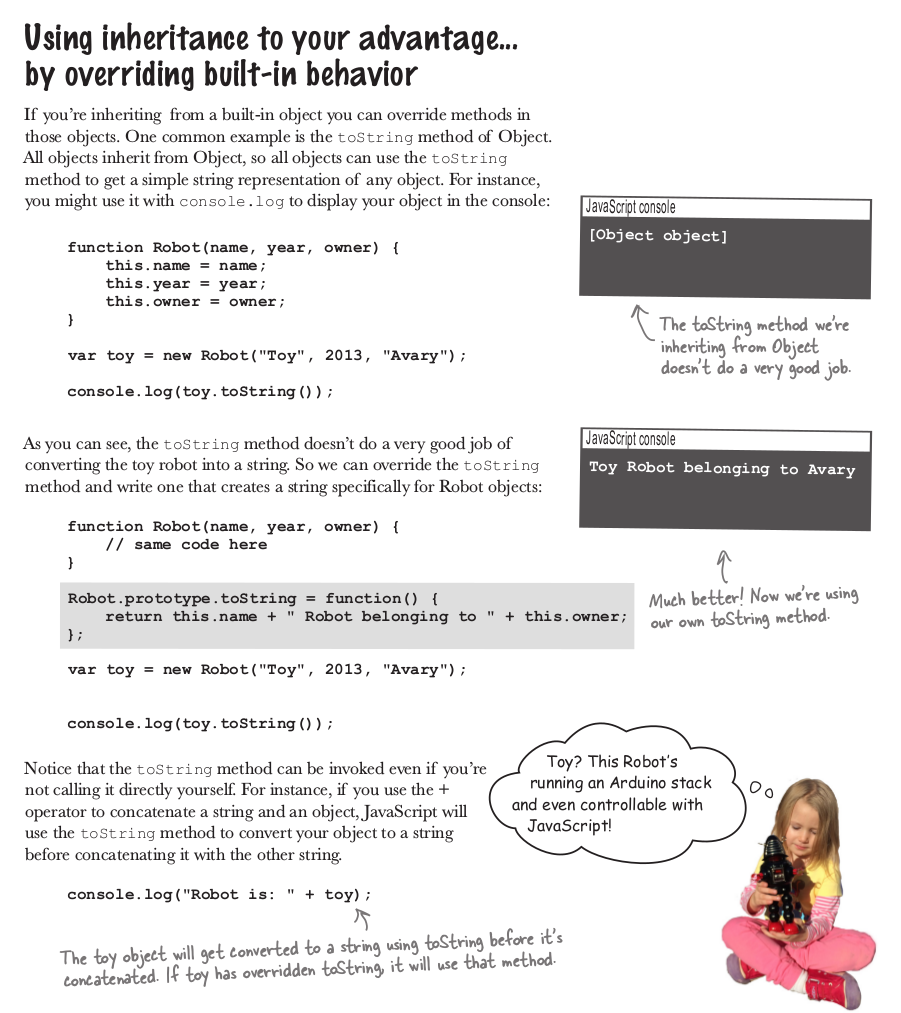 Using inheritance to your advantage...
by overriding built-in behavior
If you're inheriting from a built-in object you can override methods in
those objects. One common example is the toString method of Object.
All objects inherit from Object, so all objects can use the toString
method to get a simple string representation of any object. For instance,
you might use it with console.log to display your object in the console:
function Robot(name, year, owner) {
    this.name = name;
    this.year = year;
    this.owner = owner;
}
var toy = new Robot("Toy", 2013, "Avary");
console.log(toy.toString());
JavaScript console
[Object object]
The toString method we're
inheriting from Object
doesn't do a very good job.
As you can see, the toString method doesn't do a very good job of
converting the toy robot into a string. So we can override the toString
method and write one that creates a string specifically for Robot objects:
function Robot(name, year, owner) {
    // same code here
}
Robot.prototype.toString = function() {
    return this.name + " Robot belonging to " + this.owner;
};
var toy = new Robot("Toy", 2013, "Avary");
console.log(toy.toString());
JavaScript console
Toy Robot belonging to Avary
Much better! Now we're using
our own toString method.
Notice that the toString method can be invoked even if you're
not calling it directly yourself. For instance, if you use the +
operator to concatenate a string and an object, JavaScript will
use the toString method to convert your object to a string
before concatenating it with the other string.
console.log("Robot is: " + toy);
The toy object will get converted to a string using toString before it's
concatenated. If toy has overridden toString, it will use that method.
Toy? This Robot's
running an Arduino stack
and even controllable with
JavaScript!